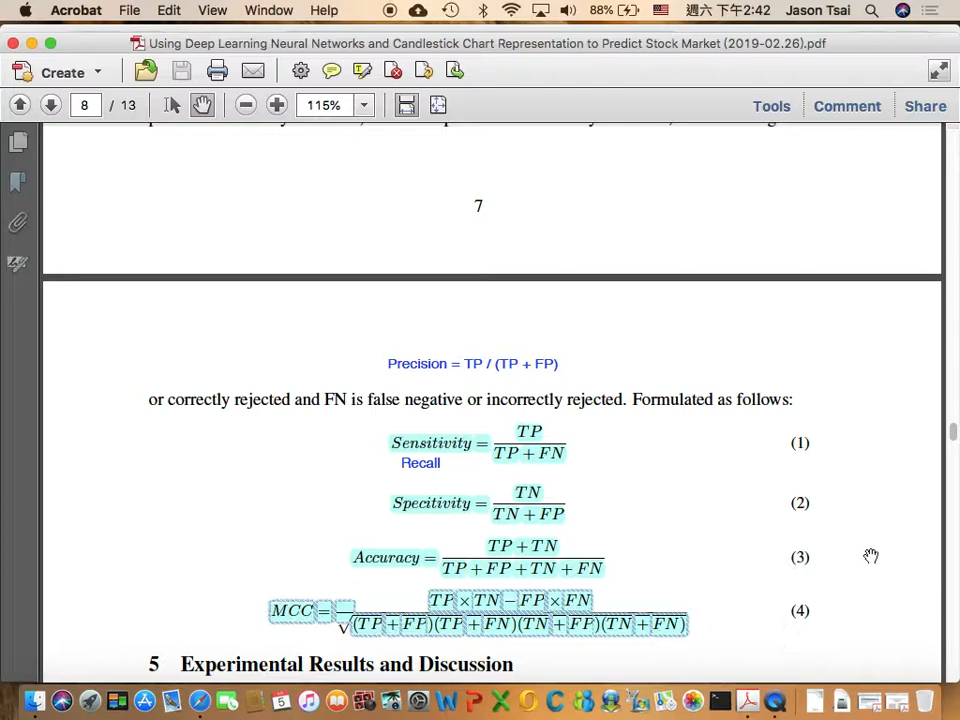 Acrobat File Edit View Window Help 88% 週六 下午2:42 Jason Tsai
Using Deep Learning Neural Networks and Candlestick Chart Representation to Predict Stock Market (2019-02.26).pdf
Create
8 / 13 115% Tools Comment Share
7
Precision = TP / (TP + FP)
or correctly rejected and FN is false negative or incorrectly rejected. Formulated as follows:
Sensitivity = TP / TP + FN (1)
Recall
Specitivity = TN / TN + FP (2)
Accuracy = TP + TN / TP + FP + TN + FN (3)
MCC = TP × TN − FP × FN / √(TP + FP)(TP + FN)(TN + FP)(TN + FN) (4)
5 Experimental Results and Discussion